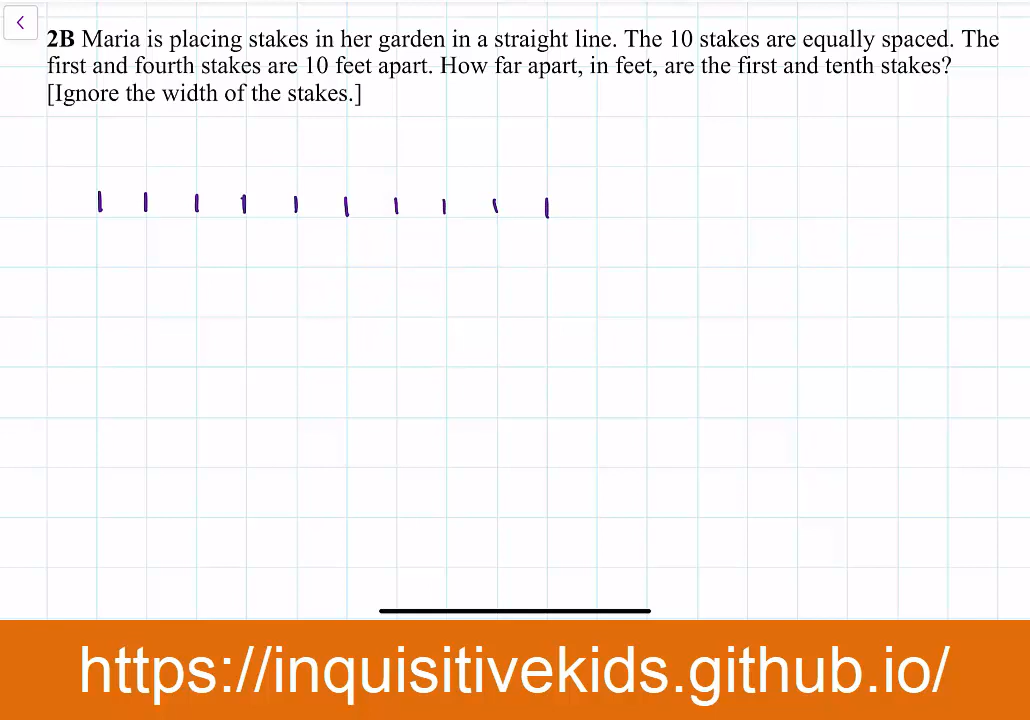 2B Maria is placing stakes in her garden in a straight line. The 10 stakes are equally spaced. The
first and fourth stakes are 10 feet apart. How far apart, in feet, are the first and tenth stakes?
[Ignore the width of the stakes.]
https://inquisitivekids.github.io/